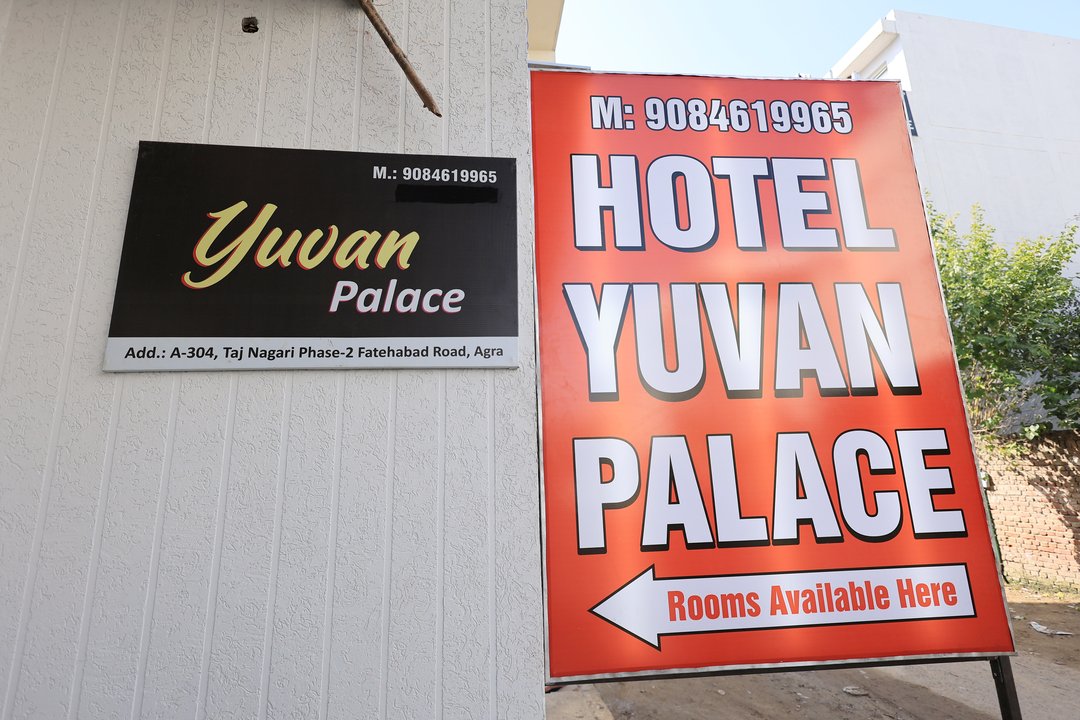 M.: 9084619965
Yuvan
Palace
Add.: A-304, Taj Nagari Phase-2 Fatehabad Road, Agra
M: 9084619965
HOTEL
YUVAN
PALACE
Rooms Available Here